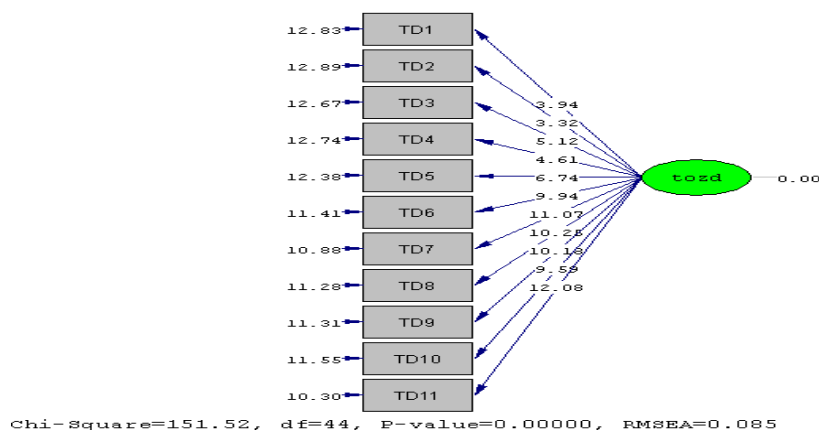 12.83 TD1
12.89 TD2
12.67 TD3
12.74 TD4
12.38 TD5
11.41 TD6
10.88 TD7
11.28 TD8
11.31 TD9
11.55 TD10
10.30 TD11
3.94
3.32
5.12
4.61
6.74
9.94
11.07
10.25
10.18
9.59
12.08
tozd 0.00
Chi-Square=151.52, df=44, P-value=0.00000, RMSEA=0.085